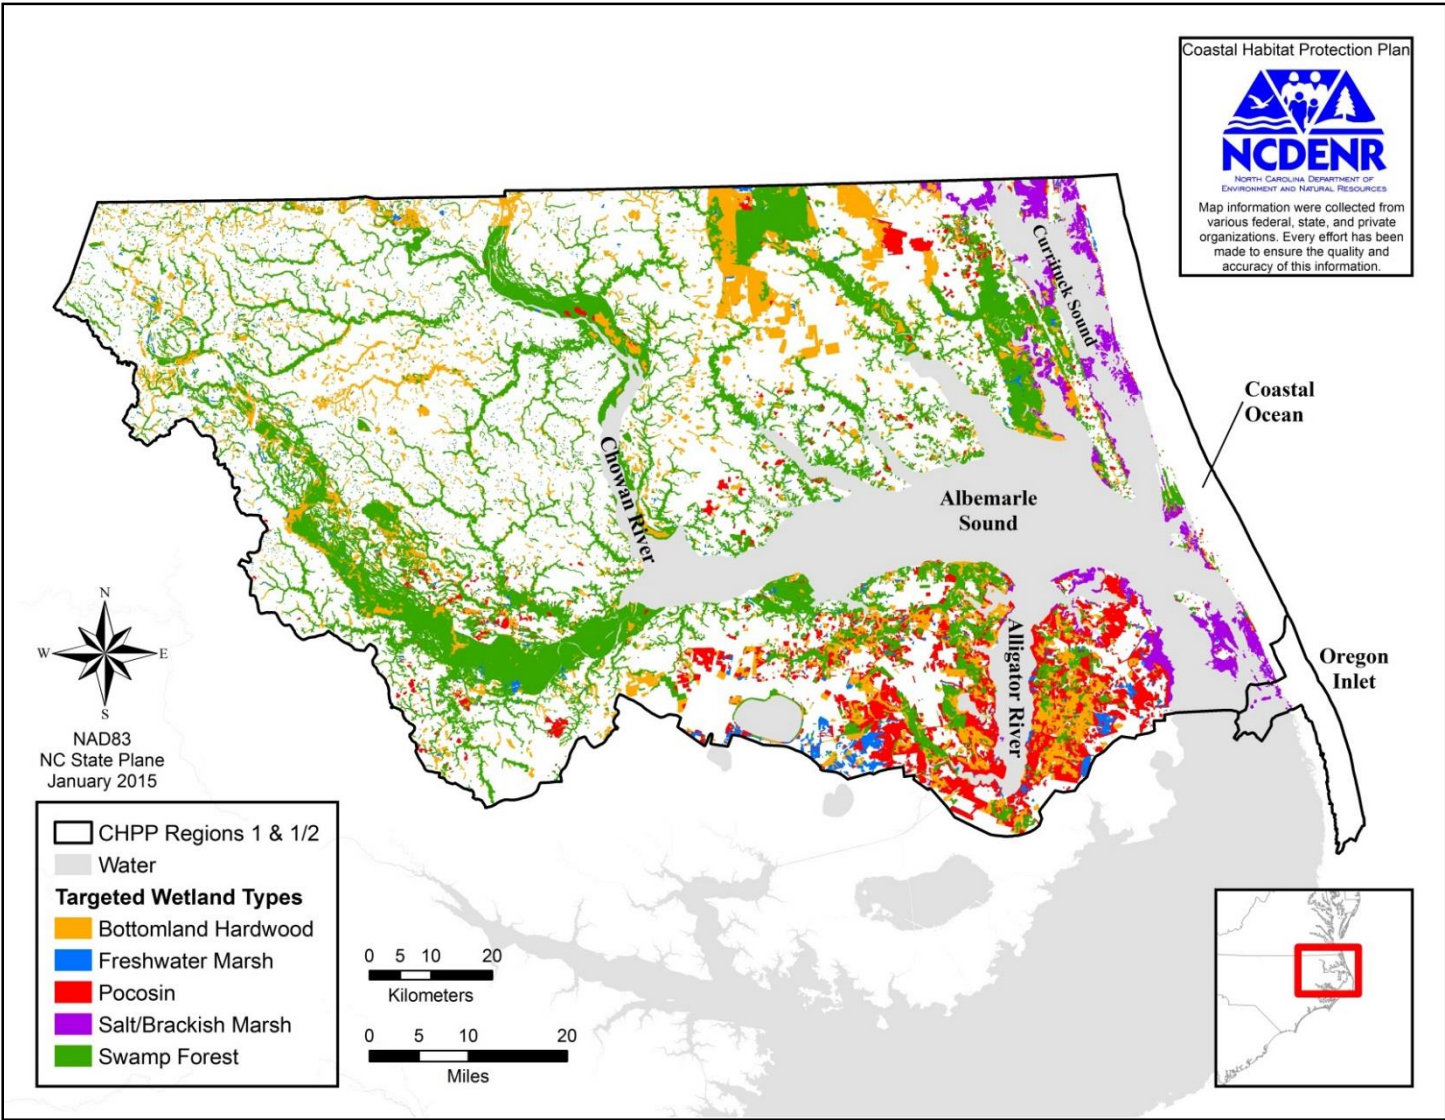 Coastal Habitat Protection Plan
NCDENR
NORTH CAROLINA DEPARTMENT OF
ENVIRONMENT AND NATURAL RESOURCES
Map information were collected from
various federal, state, and private
organizations. Every effort has been
made to ensure the quality and
accuracy of this information.
Currituck Sound
Coastal
Ocean
Chowan River
Albemarle
Sound
Alligator River
Oregon
Inlet
N
W E
S
NAD83
NC State Plane
January 2015
CHPP Regions 1 & 1/2
Water
Targeted Wetland Types
Bottomland Hardwood
Freshwater Marsh
Pocosin
Salt/Brackish Marsh
Swamp Forest
0 5 10 20
Kilometers
0 5 10 20
Miles